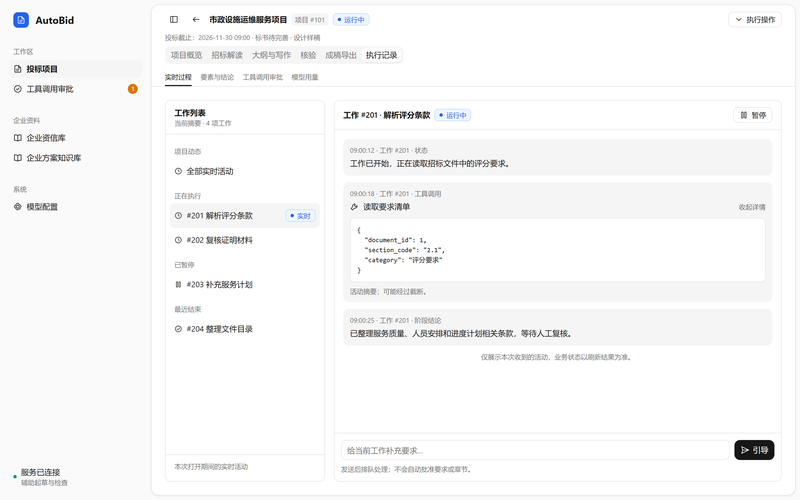 AutoBid
工作区
投标项目
工具调用审批
1
企业资料
企业资信库
企业方案知识库
系统
模型配置
服务已连接
辅助起草与检查
市政设施运维服务项目
项目 #101
运行中
执行操作
投标截止：2026-11-30 09:00 · 标书待完善 · 设计样稿
项目概览 招标解读 大纲与写作 核验 成稿导出 执行记录
实时过程 要素与结论 工具调用审批 模型用量
工作列表
当前摘要 · 4 项工作
项目动态
全部实时活动
正在执行
#201 解析评分条款
实时
#202 复核证明材料
已暂停
#203 补充服务计划
最近结束
#204 整理文件目录
本次打开期间的实时活动
工作 #201 · 解析评分条款
运行中
暂停
09:00:12 · 工作 #201 · 状态
工作已开始，正在读取招标文件中的评分要求。
09:00:18 · 工作 #201 · 工具调用
读取要求清单
收起详情
{
"document_id": 1,
"section_code": "2.1",
"category": "评分要求"
}
活动摘要；可能经过截断。
09:00:25 · 工作 #201 · 阶段结论
已整理服务质量、人员安排和进度计划相关条款，等待人工复核。
仅展示本次收到的活动，业务状态以刷新结果为准。
给当前工作补充要求...
引导
发送后排队处理；不会自动批准要求或章节。